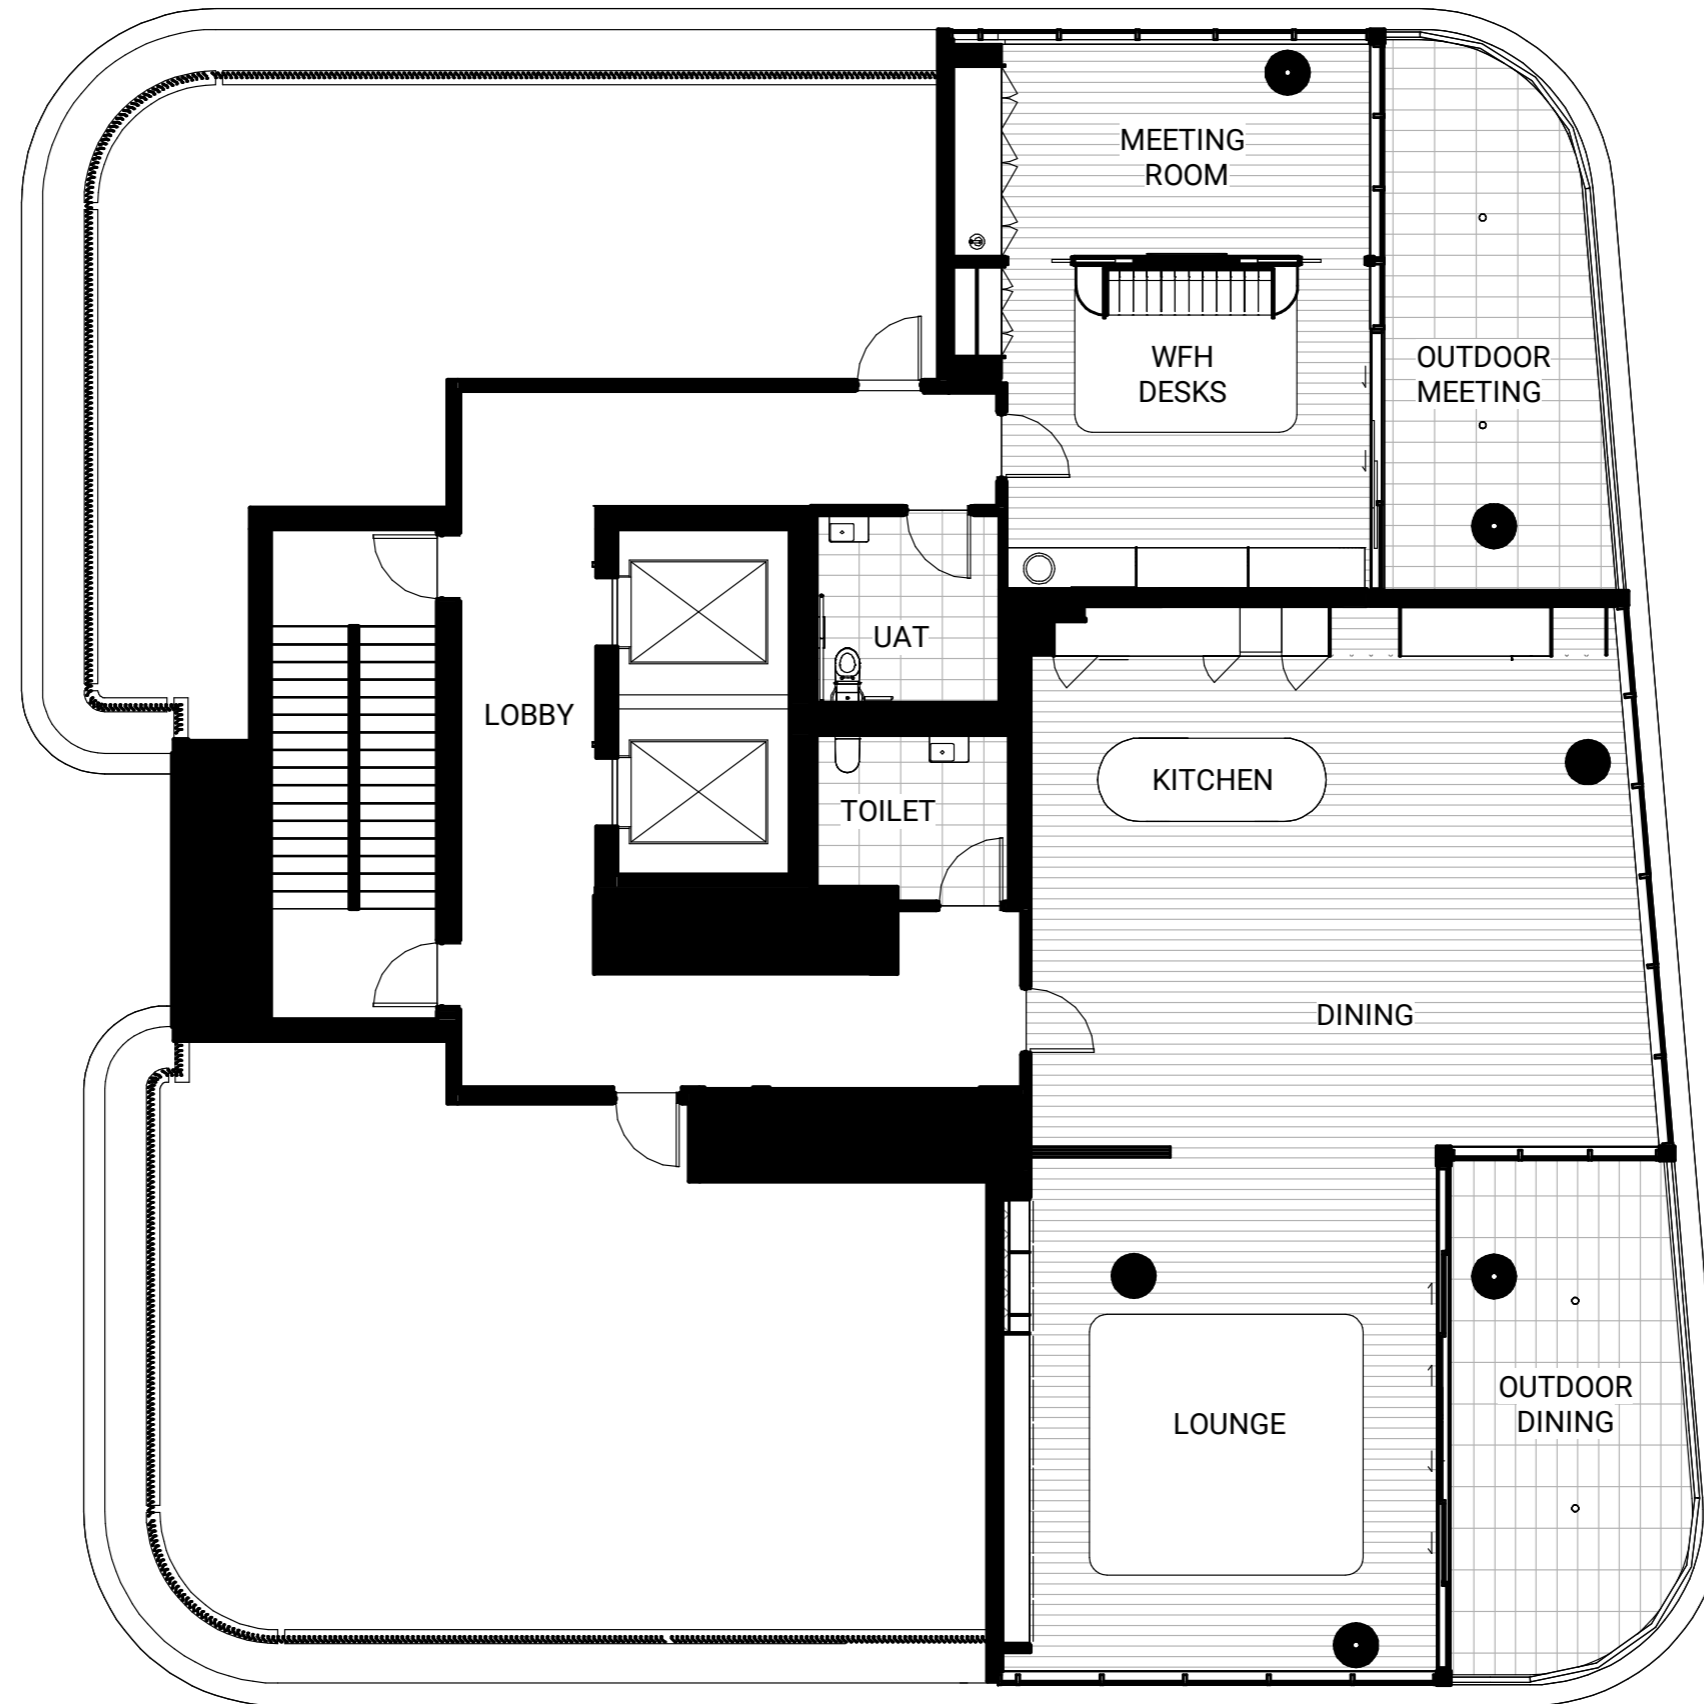 MEETING
ROOM
WFH
DESKS
OUTDOOR
MEETING
UAT
LOBBY
KITCHEN
TOILET
DINING
OUTDOOR
DINING
LOUNGE